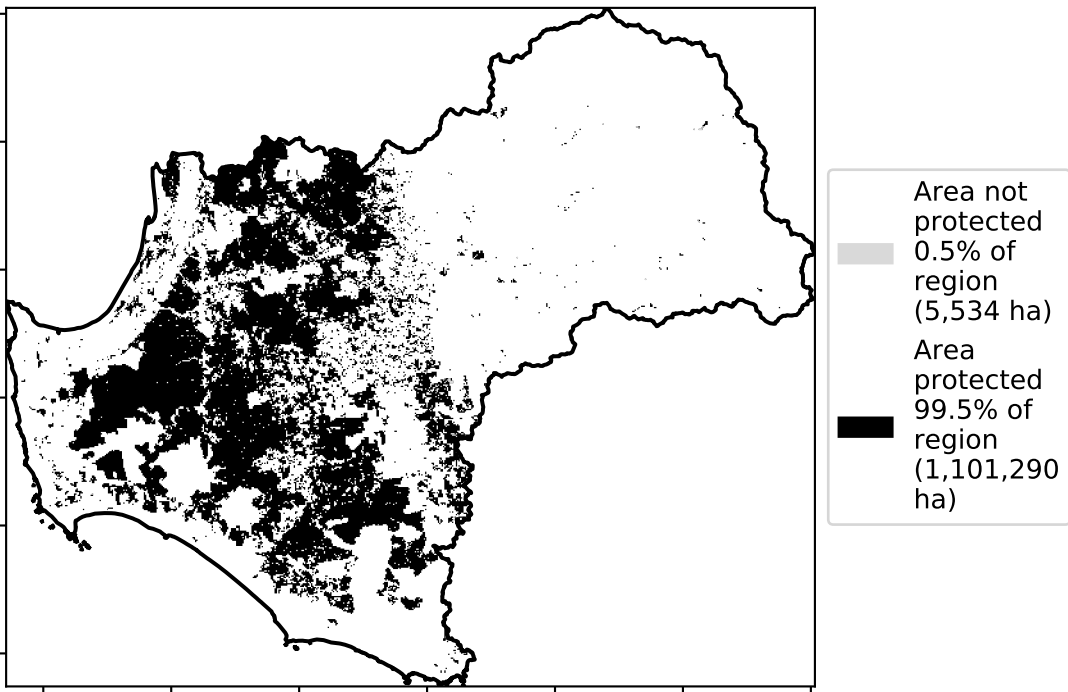 Area not
protected
0.5% of
region
(5,534 ha)
Area
protected
99.5% of
region
(1,101,290
ha)